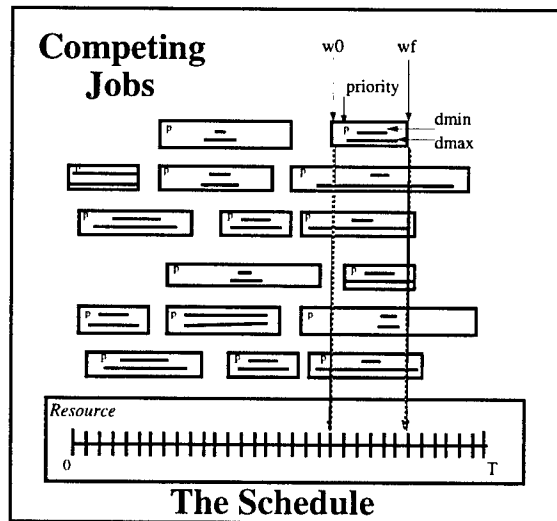 Competing
Jobs
w0 wf
priority
P P dmin
dmax
P P P
P P P
P P
P P P
P P P
Resource
0 T
The Schedule